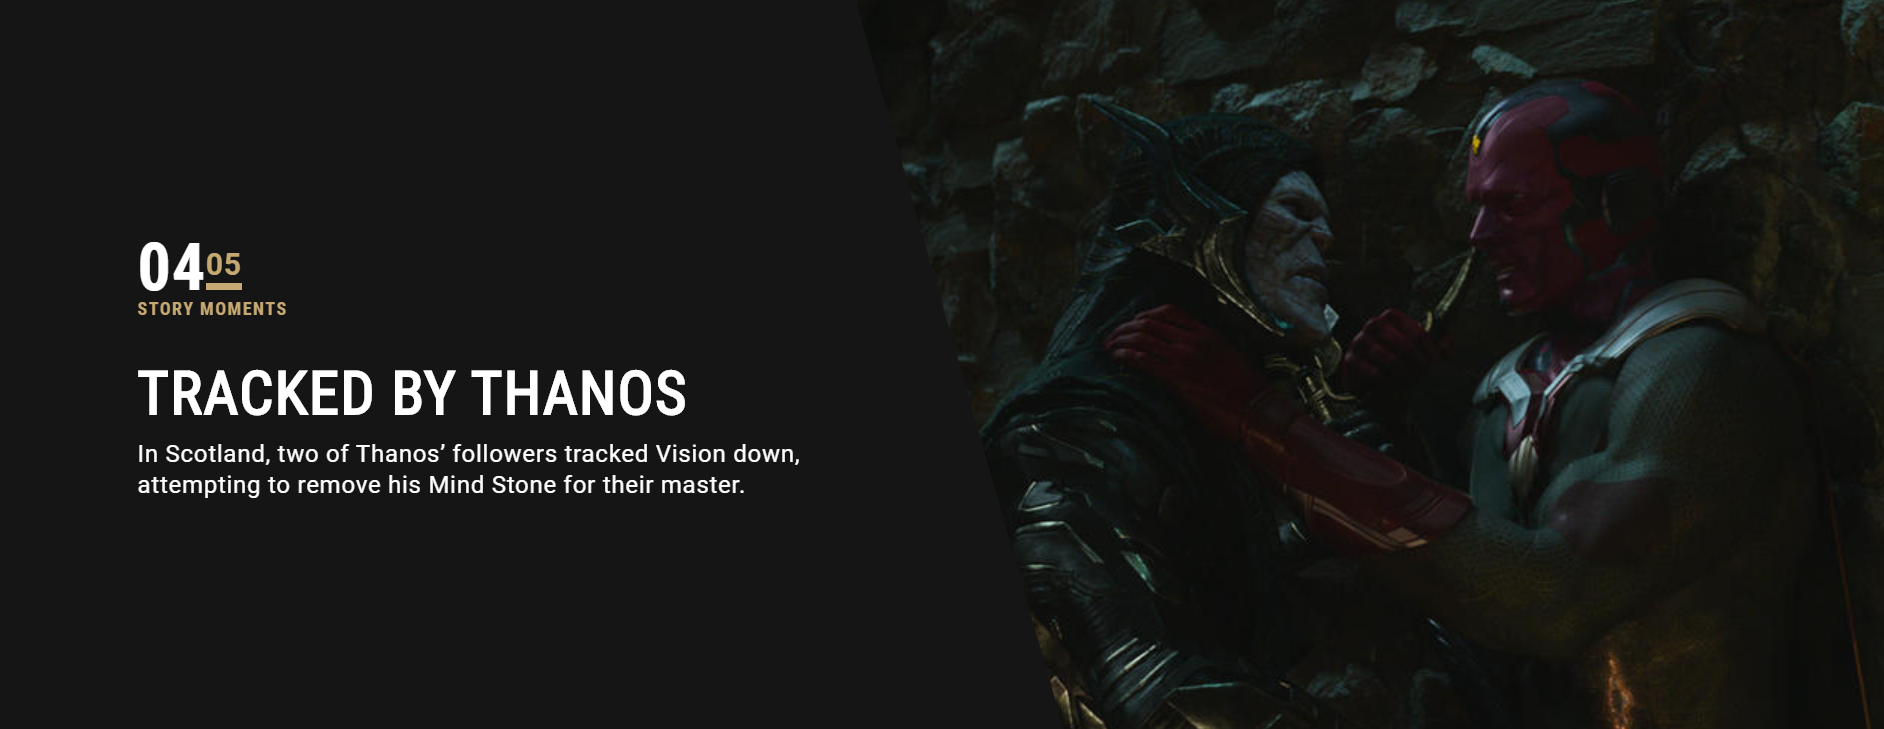 04 05
STORY MOMENTS
TRACKED BY THANOS
In Scotland, two of Thanos’ followers tracked Vision down,
attempting to remove his Mind Stone for their master.